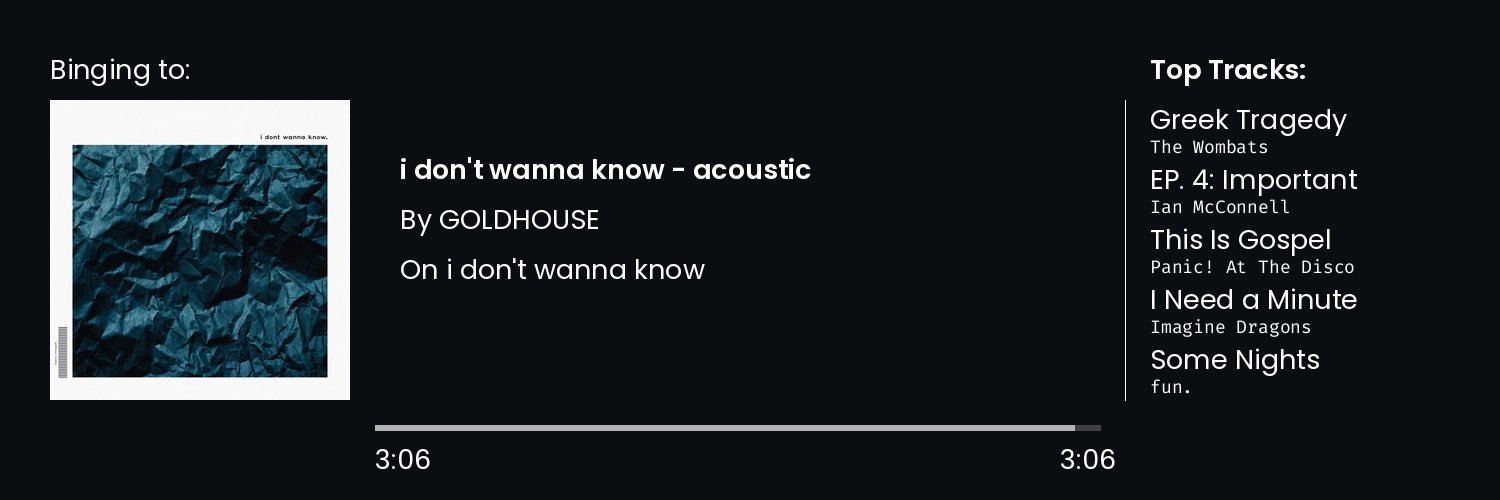 Binging to:
i dont wanna know.
i don't wanna know - acoustic
By GOLDHOUSE
On i don't wanna know
3:06
3:06
Top Tracks:
Greek Tragedy
The Wombats
EP. 4: Important
Ian McConnell
This Is Gospel
Panic! At The Disco
I Need a Minute
Imagine Dragons
Some Nights
fun.